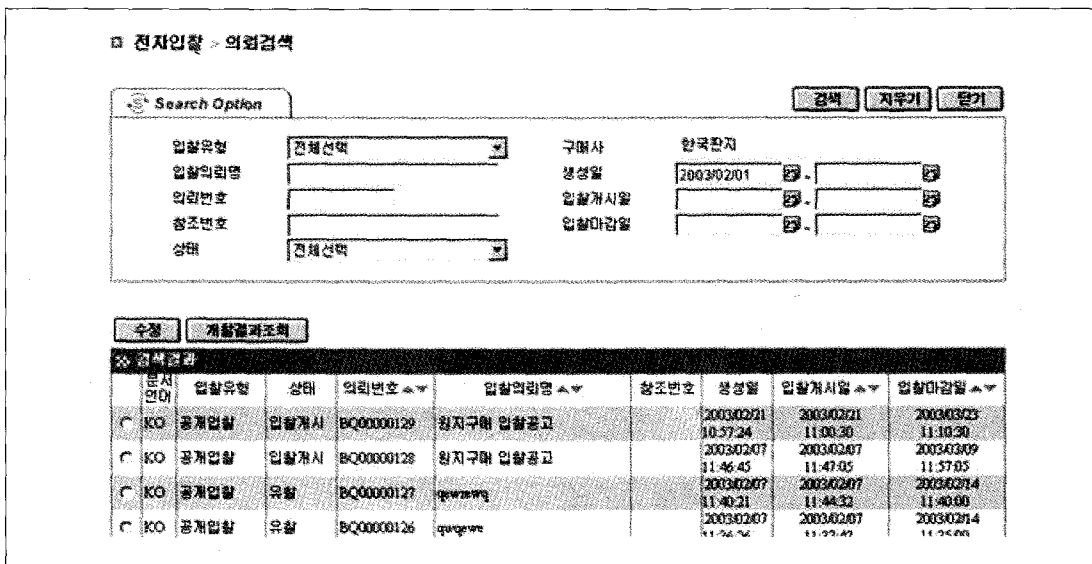 전자입찰 > 의뢰검색
Search Option
검색 지우기 닫기
입찰유형 전체선택 구매사 한국판지
입찰의뢰명 생성일 2003/02/01 -
의뢰번호 입찰개시일 -
참조번호 입찰마감일 -
상태 전체선택
수정 개찰결과조회
검색결과
문서언어 입찰유형 상태 의뢰번호 입찰의뢰명 참조번호 생성일 입찰개시일 입찰마감일
KO 공개입찰 입찰개시 BQ00000129 원지구매 입찰공고 2003/02/21 10:57:24 2003/02/21 11:00:30 2003/03/23 11:10:30
KO 공개입찰 입찰개시 BQ00000128 원지구매 입찰공고 2003/02/07 11:46:45 2003/02/07 11:47:05 2003/03/09 11:57:05
KO 공개입찰 유찰 BQ00000127 2003/02/07 11:40:21 2003/02/07 11:44:32 2003/02/14 11:40:00
KO 공개입찰 유찰 BQ00000126 qwqewe 2003/02/07 2003/02/07 2003/02/14